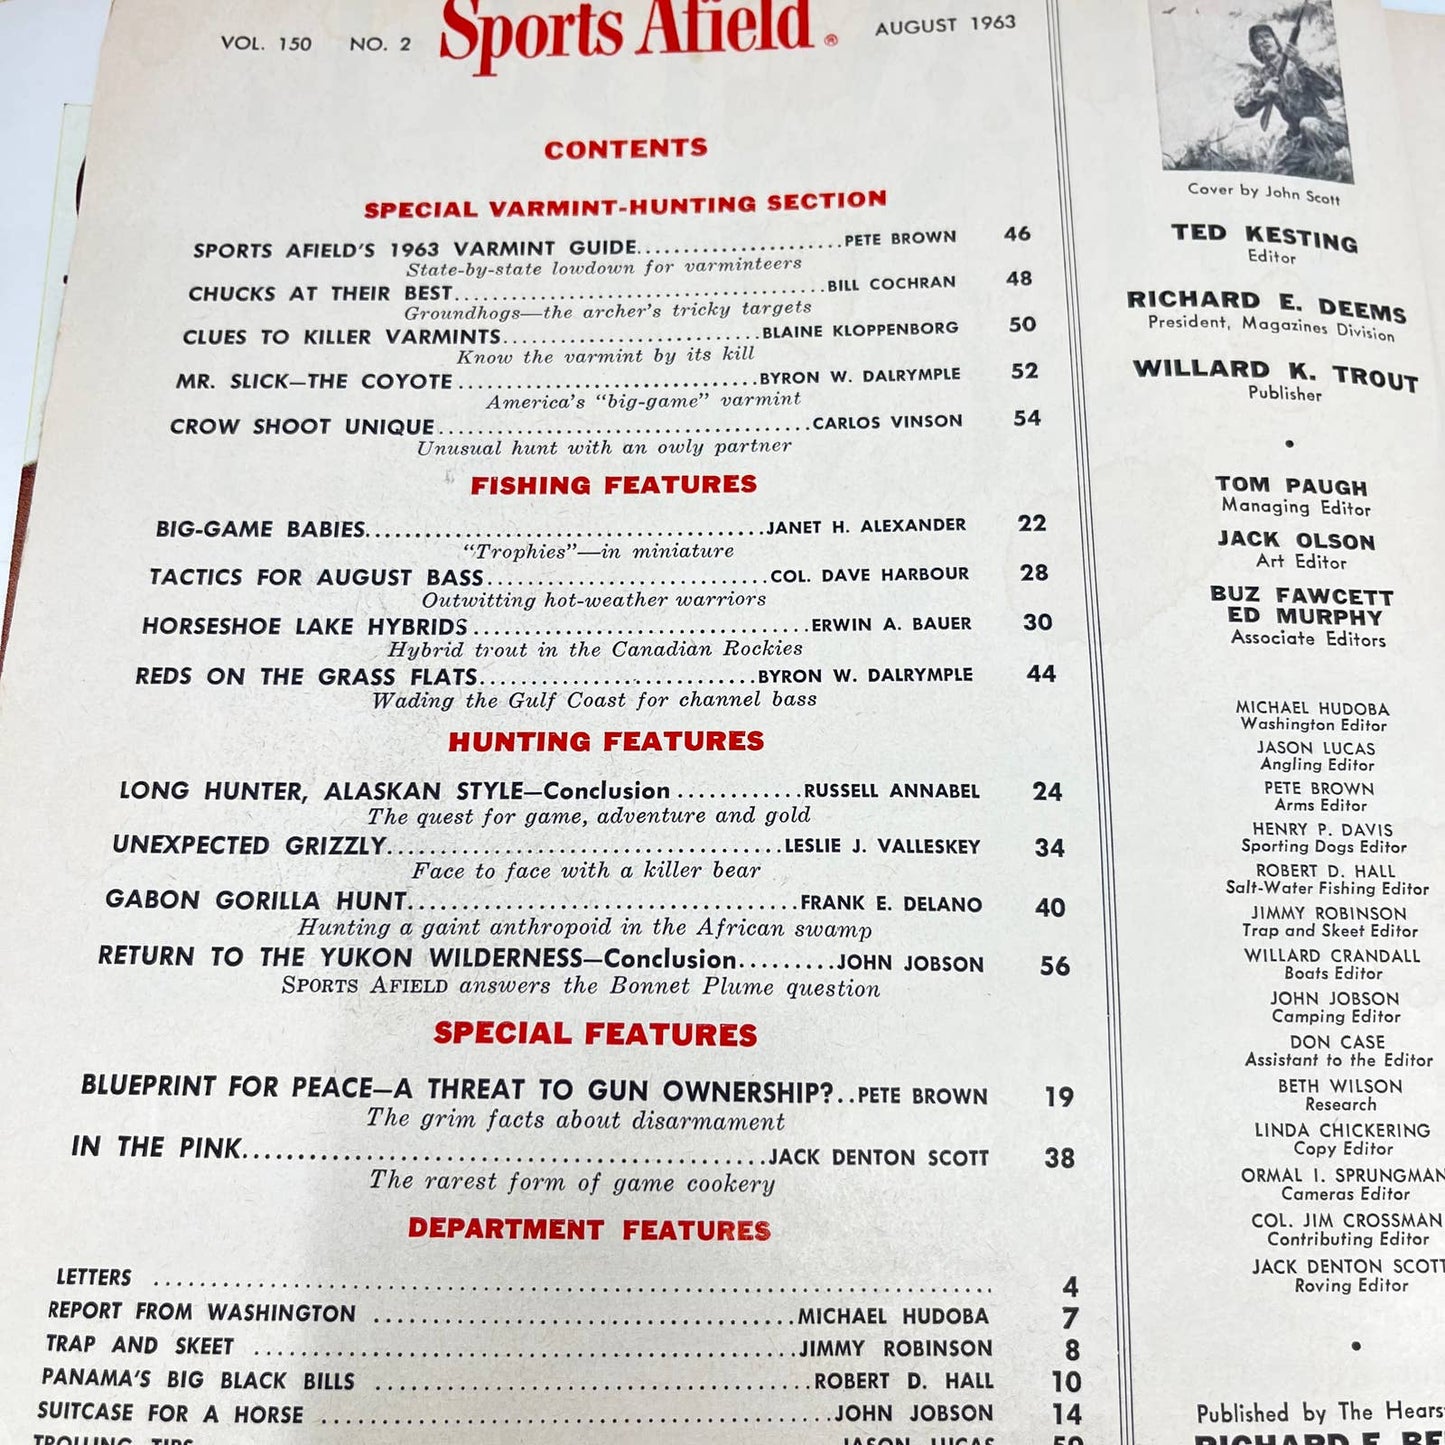 VOL. 150 NO. 2 Sports Afield® AUGUST 1963
CONTENTS
SPECIAL VARMINT-HUNTING SECTION
SPORTS AFIELD'S 1963 VARMINT GUIDE PETE BROWN 46
State-by-state lowdown for varminteers
CHUCKS AT THEIR BEST BILL COCHRAN 48
Groundhogs—the archer's tricky targets
CLUES TO KILLER VARMINTS BLAINE KLOPPENBORG 50
Know the varmint by its kill
MR. SLICK—THE COYOTE BYRON W. DALRYMPLE 52
America's "big-game" varmint
CROW SHOOT UNIQUE CARLOS VINSON 54
Unusual hunt with an owly partner
FISHING FEATURES
BIG-GAME BABIES JANET H. ALEXANDER 22
"Trophies"—in miniature
TACTICS FOR AUGUST BASS COL. DAVE HARBOUR 28
Outwitting hot-weather warriors
HORSESHOE LAKE HYBRIDS ERWIN A. BAUER 30
Hybrid trout in the Canadian Rockies
REDS ON THE GRASS FLATS BYRON W. DALRYMPLE 44
Wading the Gulf Coast for channel bass
HUNTING FEATURES
LONG HUNTER, ALASKAN STYLE—Conclusion RUSSELL ANNABEL 24
The quest for game, adventure and gold
UNEXPECTED GRIZZLY LESLIE J. VALLESKEY 34
Face to face with a killer bear
GABON GORILLA HUNT FRANK E. DELANO 40
Hunting a gaint anthropoid in the African swamp
RETURN TO THE YUKON WILDERNESS—Conclusion JOHN JOBSON 56
SPORTS AFIELD answers the Bonnet Plume question
SPECIAL FEATURES
BLUEPRINT FOR PEACE—A THREAT TO GUN OWNERSHIP? PETE BROWN 19
The grim facts about disarmament
IN THE PINK JACK DENTON SCOTT 38
The rarest form of game cookery
DEPARTMENT FEATURES
LETTERS 4
REPORT FROM WASHINGTON MICHAEL HUDOBA 7
TRAP AND SKEET JIMMY ROBINSON 8
PANAMA'S BIG BLACK BILLS ROBERT D. HALL 10
SUITCASE FOR A HORSE JOHN JOBSON 14
TROLLING TIPS JASON LUCAS 59
Cover by John Scott
TED KESTING
Editor
RICHARD E. DEEMS
President, Magazines Division
WILLARD K. TROUT
Publisher
•
TOM PAUGH
Managing Editor
JACK OLSON
Art Editor
BUZ FAWCETT
ED MURPHY
Associate Editors
MICHAEL HUDOBA
Washington Editor
JASON LUCAS
Angling Editor
PETE BROWN
Arms Editor
HENRY P. DAVIS
Sporting Dogs Editor
ROBERT D. HALL
Salt-Water Fishing Editor
JIMMY ROBINSON
Trap and Skeet Editor
WILLARD CRANDALL
Boats Editor
JOHN JOBSON
Camping Editor
DON CASE
Assistant to the Editor
BETH WILSON
Research
LINDA CHICKERING
Copy Editor
ORMAL I. SPRUNGMAN
Cameras Editor
COL. JIM CROSSMAN
Contributing Editor
JACK DENTON SCOTT
Roving Editor
•
Published by The Hears
RICHARD E. BE